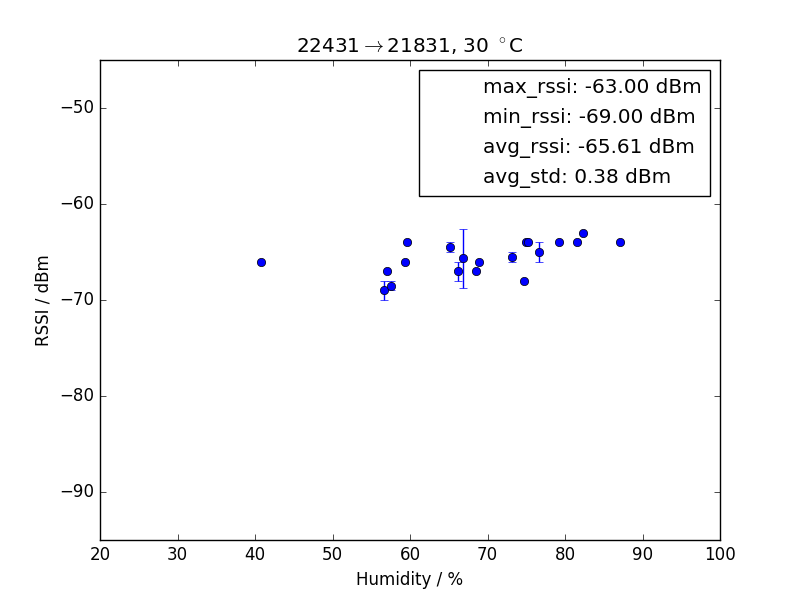 22431→21831, 30 °C
max_rssi: -63.00 dBm
min_rssi: -69.00 dBm
avg_rssi: -65.61 dBm
avg_std: 0.38 dBm
−50
−60
−70
−80
−90
RSSI / dBm
20 30 40 50 60 70 80 90 100
Humidity / %